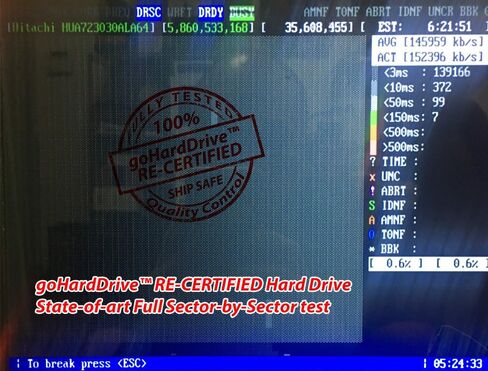 DRSC WRFT DRDY BUSY AMNF TONF ABRT IDNF UNCR BBK
[Hitachi HUA723030ALA64] [5,860,533,168] [ 35,608,455] [ EST: 6:21:51
AVG [145959 kb/s]
ACT [152396 kb/s]
<3ms : 139166
<10ms : 372
<50ms : 99
<150ms: 7
<500ms:
>500ms:
? TIME :
x UNC :
! ABRT :
S IDNF :
A AMNF :
0 TONF :
* BBK :
[ 0.6% ] [ 0.6% ]
FULLY TESTED
100%
goHardDrive™
RE-CERTIFIED
SHIP SAFE
Quality Control
goHardDrive™ RE-CERTIFIED Hard Drive
State-of-art Full Sector-by-Sector test
¦ To break press <ESC> ¦ 05:24:33